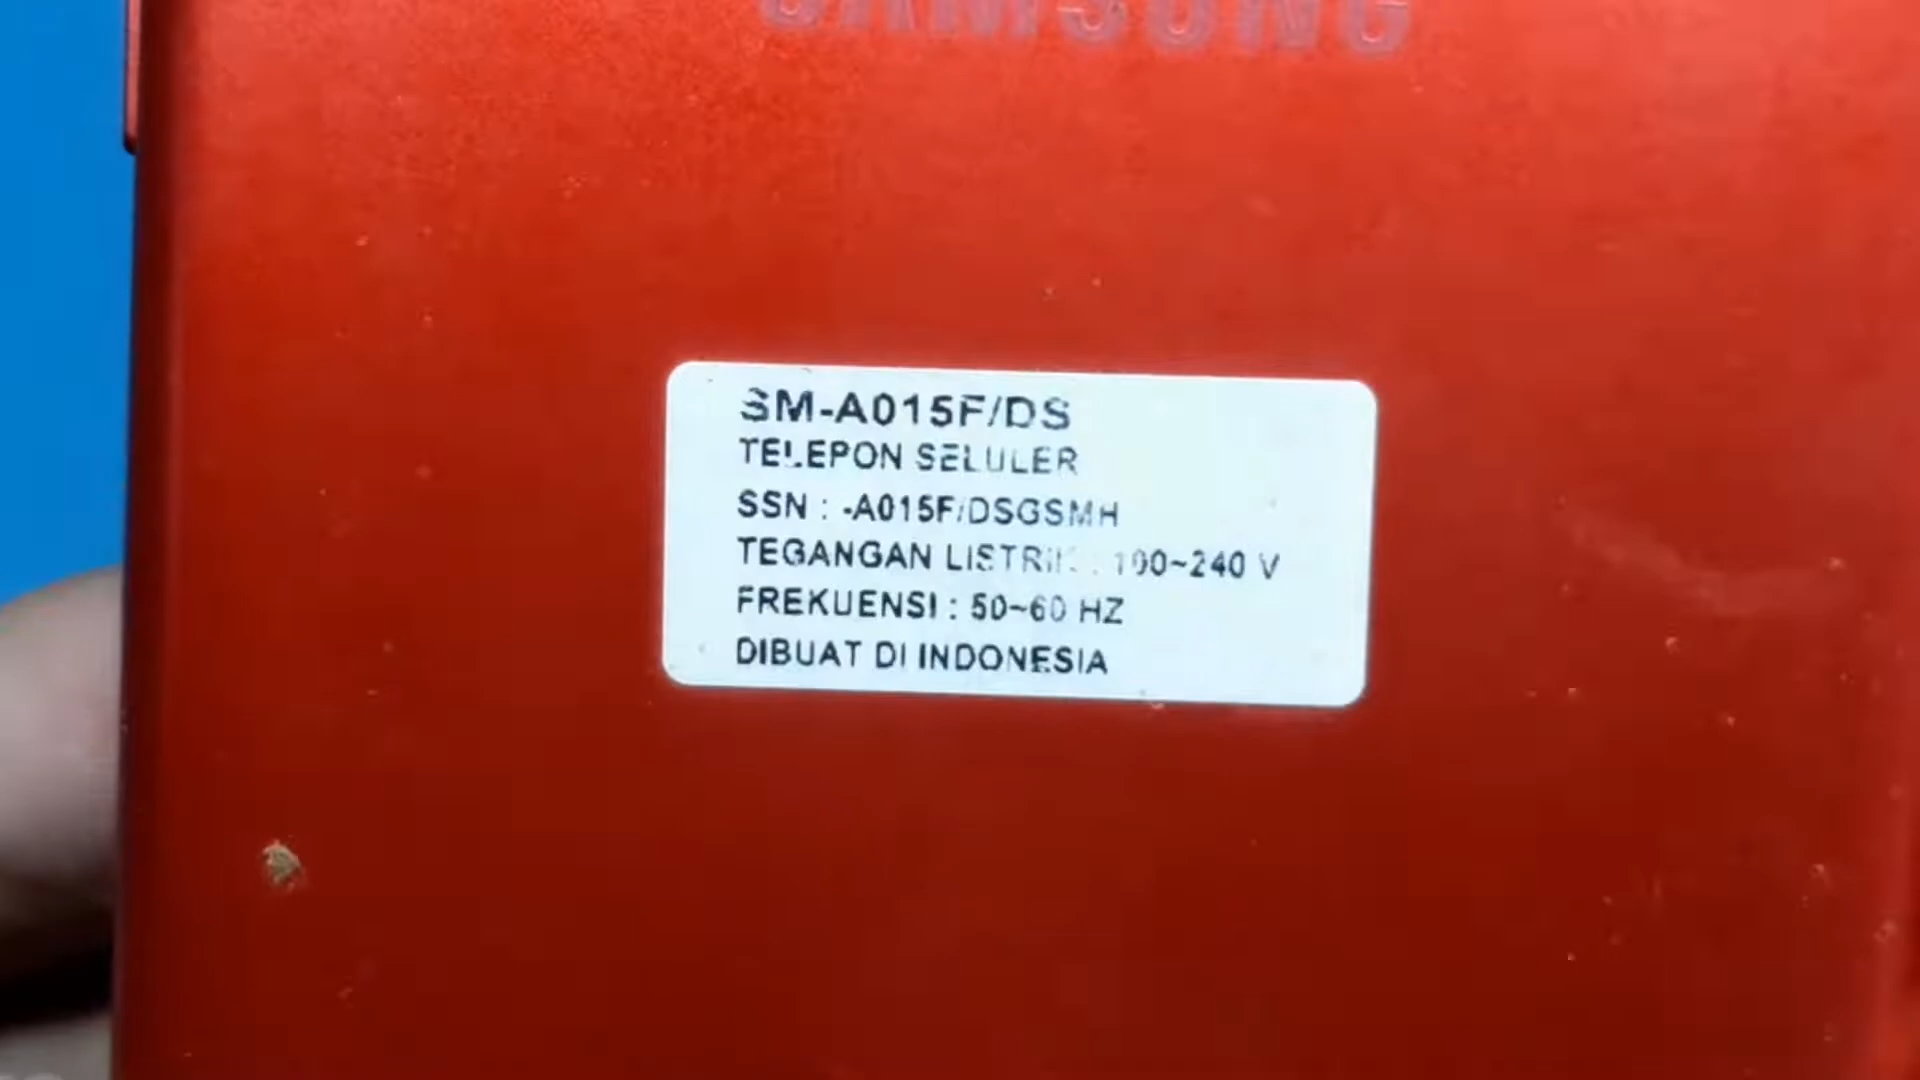 SAMSUNG
SM-A015F/DS
TELEPON SELULER
SSN : -A015F/DSGSMH
TEGANGAN LISTRIK : 100~240 V
FREKUENSI : 50~60 HZ
DIBUAT DI INDONESIA